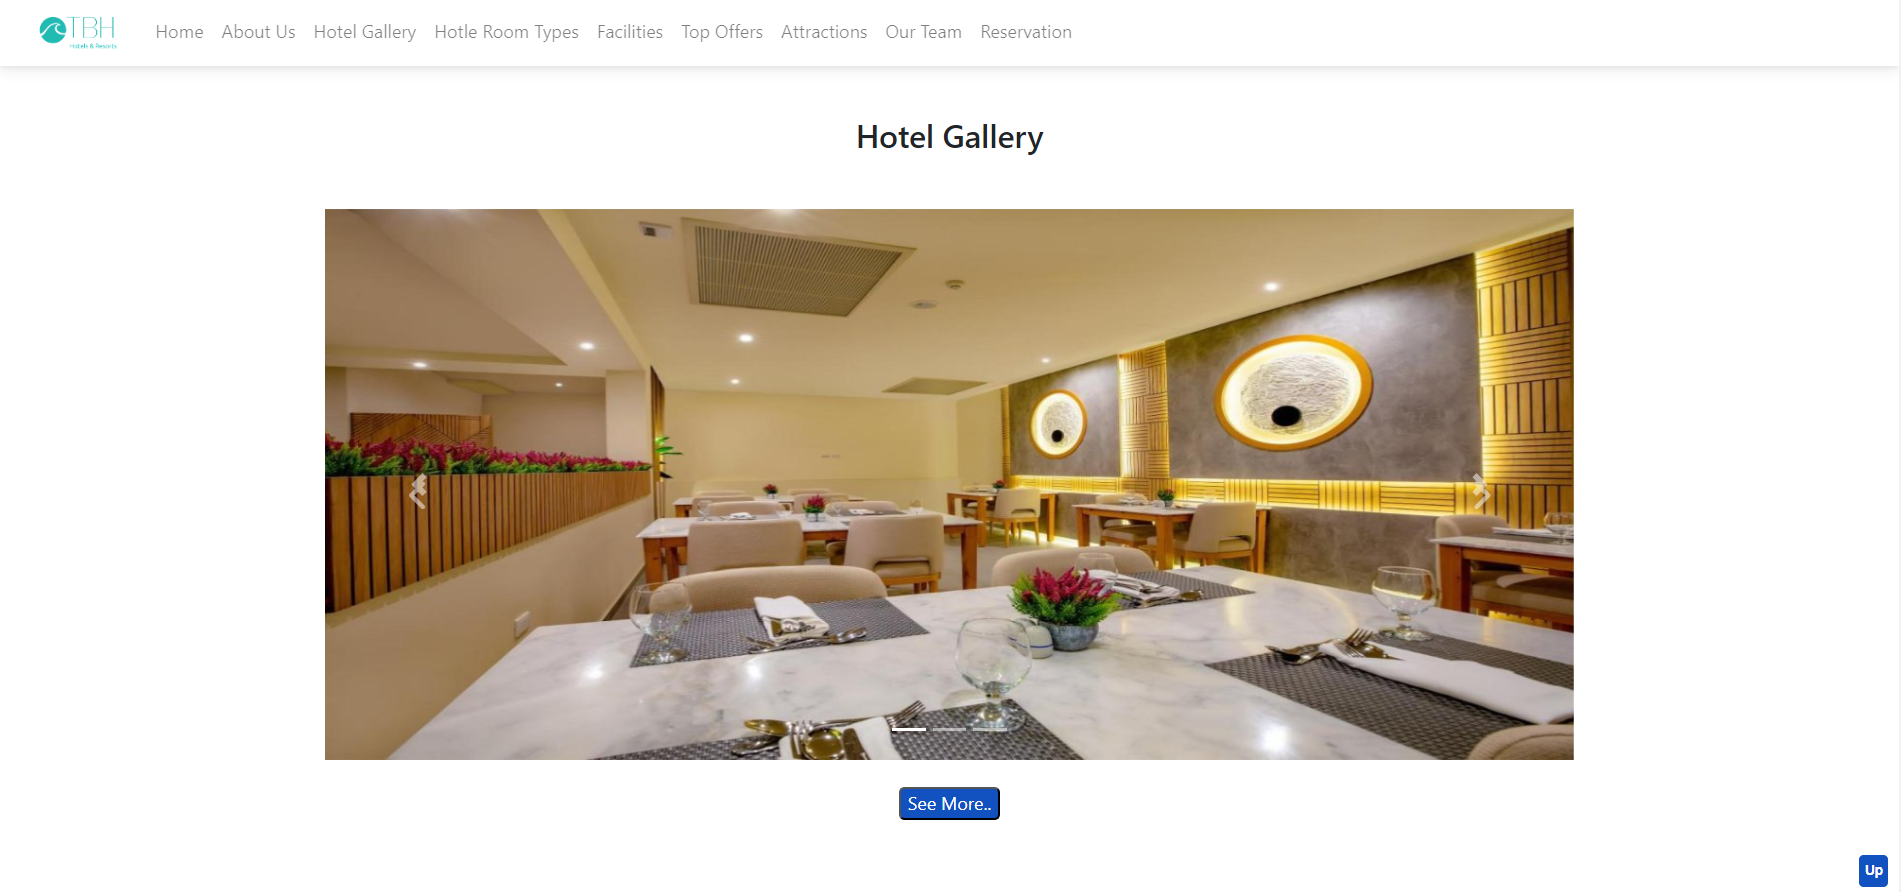 TBH
Hotels & Resorts
Home About Us Hotel Gallery Hotle Room Types Facilities Top Offers Attractions Our Team Reservation
Hotel Gallery
See More..
Up